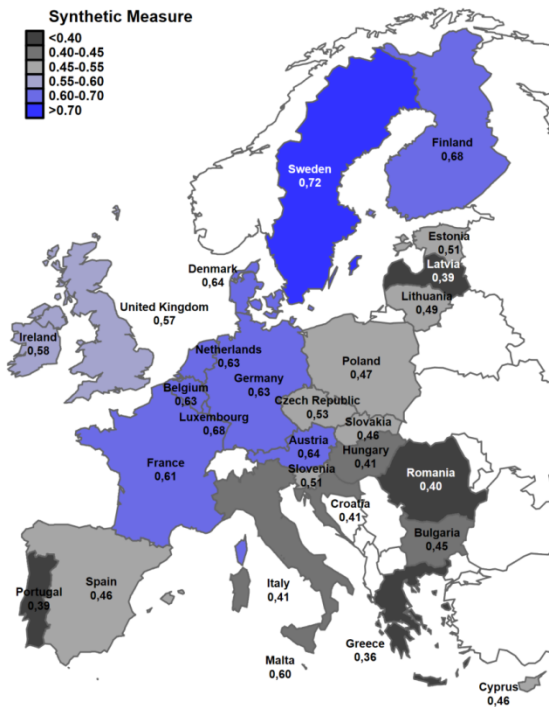 Synthetic Measure
<0.40
0.40-0.45
0.45-0.55
0.55-0.60
0.60-0.70
>0.70
Finland
0,68
Sweden
0,72
Estonia
0,51
Latvia
0,39
Denmark
0,64
Lithuania
0,49
United Kingdom
0,57
Ireland
0,58
Netherlands
0,63
Poland
0,47
Germany
0,63
Belgium
0,63
Czech Republic
0,53
Luxembourg
0,68
Slovakia
0,46
Austria
0,64
Hungary
0,41
France
0,61
Slovenia
0,51
Romania
0,40
Croatia
0,41
Bulgaria
0,45
Spain
0,46
Portugal
0,39
Italy
0,41
Greece
0,36
Malta
0,60
Cyprus
0,46